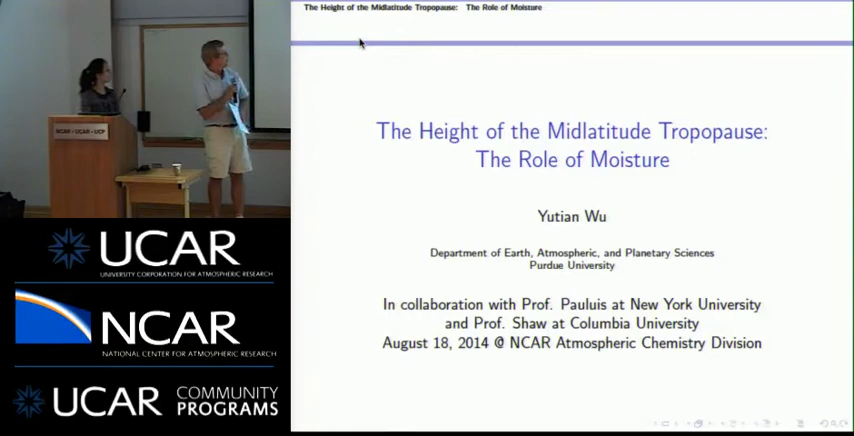 The Height of the Midlatitude Tropopause: The Role of Moisture
The Height of the Midlatitude Tropopause:
The Role of Moisture
Yutian Wu
Department of Earth, Atmospheric, and Planetary Sciences
Purdue University
In collaboration with Prof. Pauluis at New York University
and Prof. Shaw at Columbia University
August 18, 2014 @ NCAR Atmospheric Chemistry Division
NCAR • UCAR • UCP
UCAR
UNIVERSITY CORPORATION FOR ATMOSPHERIC RESEARCH
NCAR
NATIONAL CENTER FOR ATMOSPHERIC RESEARCH
UCAR COMMUNITY
PROGRAMS